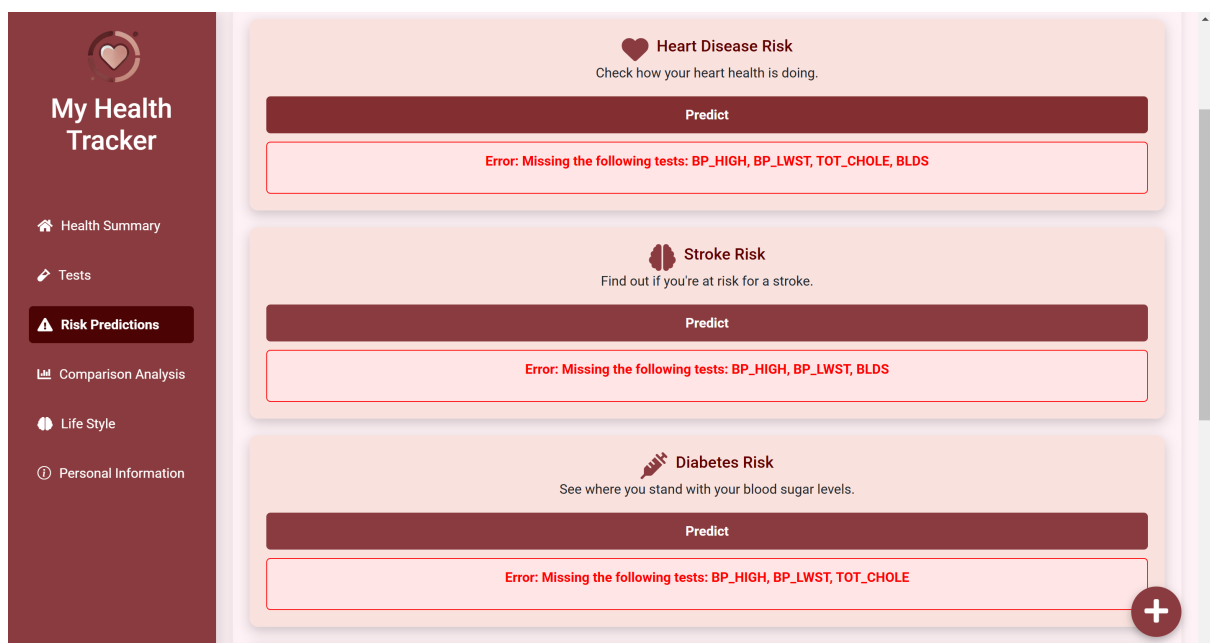 My Health
Tracker
Health Summary
Tests
Risk Predictions
Comparison Analysis
Life Style
Personal Information
Heart Disease Risk
Check how your heart health is doing.
Predict
Error: Missing the following tests: BP_HIGH, BP_LWST, TOT_CHOLE, BLDS
Stroke Risk
Find out if you're at risk for a stroke.
Predict
Error: Missing the following tests: BP_HIGH, BP_LWST, BLDS
Diabetes Risk
See where you stand with your blood sugar levels.
Predict
Error: Missing the following tests: BP_HIGH, BP_LWST, TOT_CHOLE